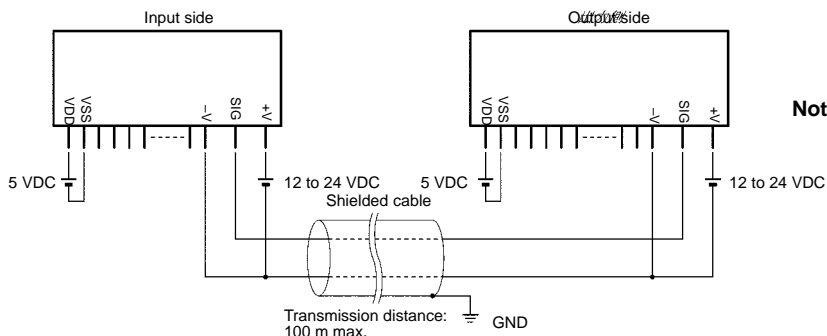 Input side
Output side
VDD
VSS
–V
SIG
+V
VDD
VSS
–V
SIG
+V
Not
5 VDC
12 to 24 VDC
5 VDC
12 to 24 VDC
Shielded cable
Transmission distance:
100 m max.
GND